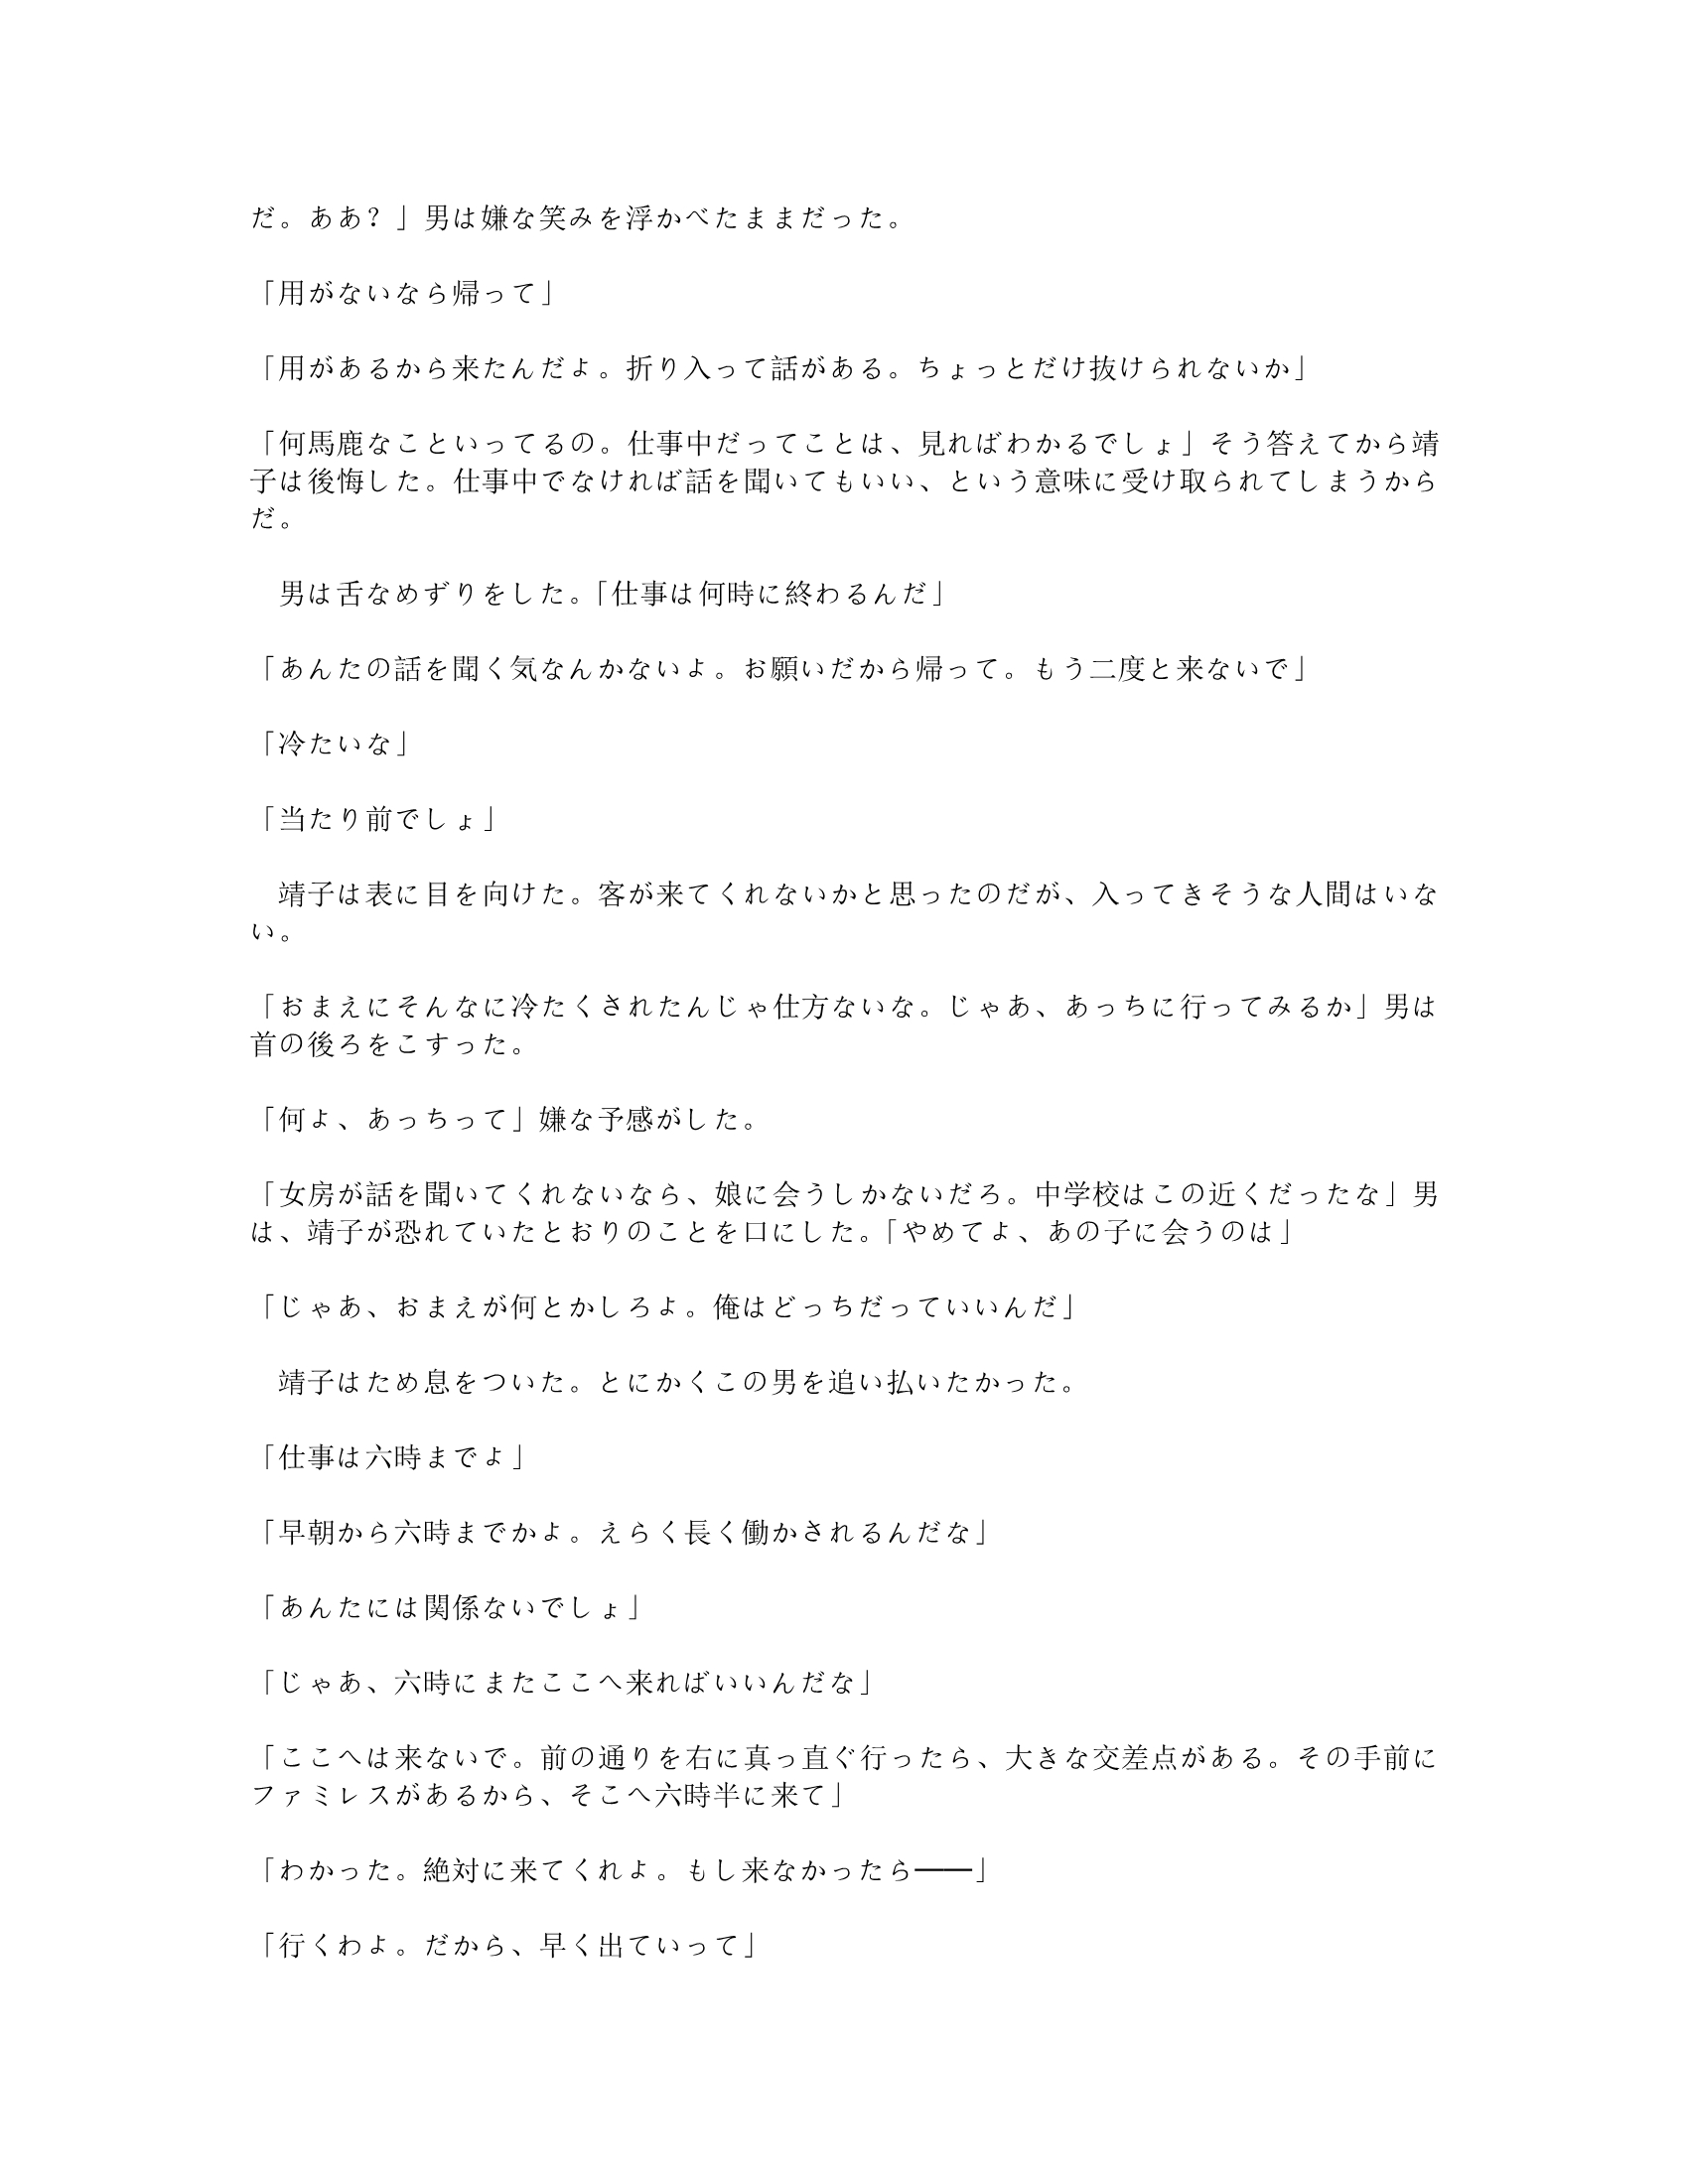 だ。ああ？」男は嫌な笑みを浮かべたままだった。
「用がないなら帰って」
「用があるから来たんだよ。折り入って話がある。ちょっとだけ抜けられないか」
「何馬鹿なこといってるの。仕事中だってことは、見ればわかるでしょ」そう答えてから靖
子は後悔した。仕事中でなければ話を聞いてもいい、という意味に受け取られてしまうから
だ。
　男は舌なめずりをした。「仕事は何時に終わるんだ」
「あんたの話を聞く気なんかないよ。お願いだから帰って。もう二度と来ないで」
「冷たいな」
「当たり前でしょ」
　靖子は表に目を向けた。客が来てくれないかと思ったのだが、入ってきそうな人間はいな
い。
「おまえにそんなに冷たくされたんじゃ仕方ないな。じゃあ、あっちに行ってみるか」男は
首の後ろをこすった。
「何よ、あっちって」嫌な予感がした。
「女房が話を聞いてくれないなら、娘に会うしかないだろ。中学校はこの近くだったな」男
は、靖子が恐れていたとおりのことを口にした。「やめてよ、あの子に会うのは」
「じゃあ、おまえが何とかしろよ。俺はどっちだっていいんだ」
　靖子はため息をついた。とにかくこの男を追い払いたかった。
「仕事は六時までよ」
「早朝から六時までかよ。えらく長く働かされるんだな」
「あんたには関係ないでしょ」
「じゃあ、六時にまたここへ来ればいいんだな」
「ここへは来ないで。前の通りを右に真っ直ぐ行ったら、大きな交差点がある。その手前に
ファミレスがあるから、そこへ六時半に来て」
「わかった。絶対に来てくれよ。もし来なかったら――」
「行くわよ。だから、早く出ていって」